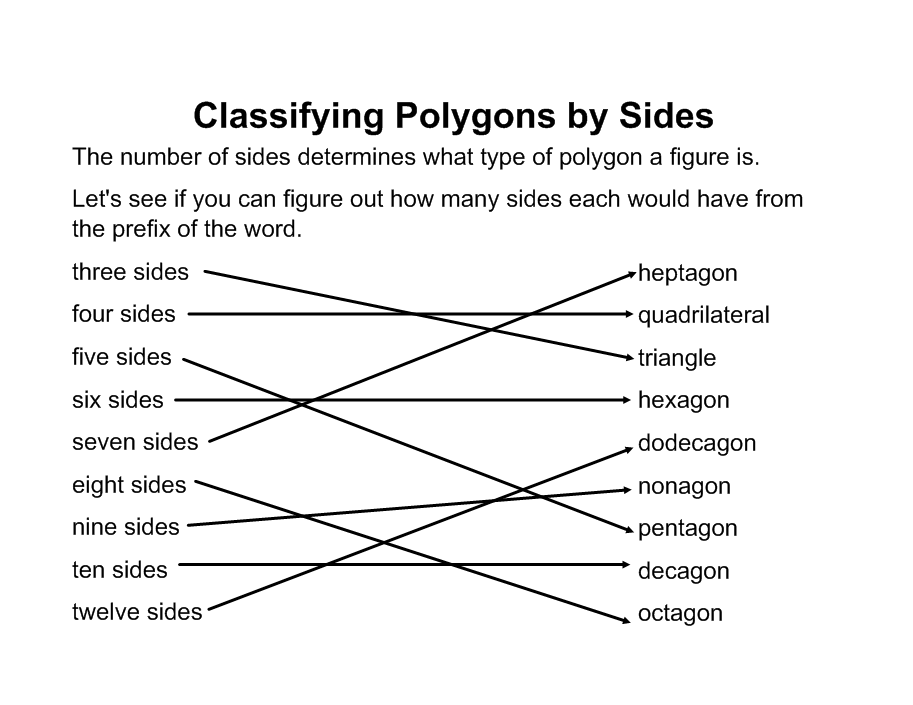 Classifying Polygons by Sides
The number of sides determines what type of polygon a figure is.
Let's see if you can figure out how many sides each would have from
the prefix of the word.
three sides heptagon
four sides quadrilateral
five sides triangle
six sides hexagon
seven sides dodecagon
eight sides nonagon
nine sides pentagon
ten sides decagon
twelve sides octagon